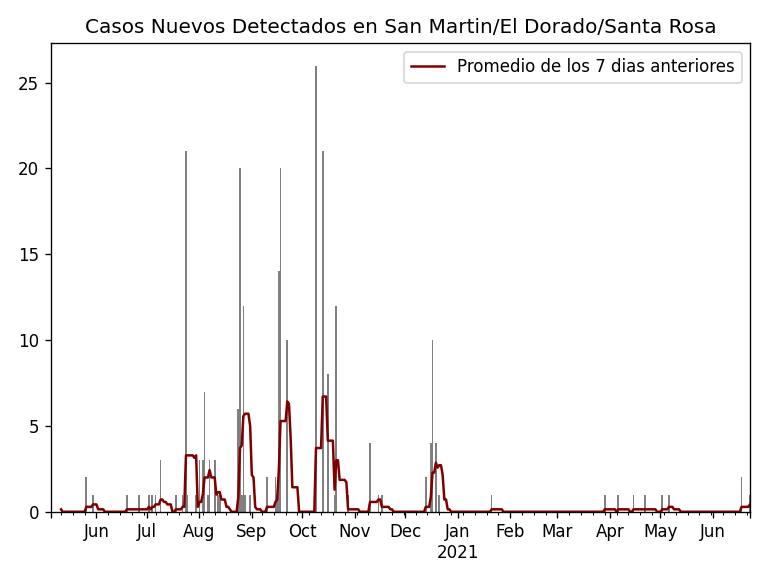 Casos Nuevos Detectados en San Martin/El Dorado/Santa Rosa
Promedio de los 7 dias anteriores
25
20
15
10
5
0
Jun Jul Aug Sep Oct Nov Dec Jan Feb Mar Apr May Jun
2021